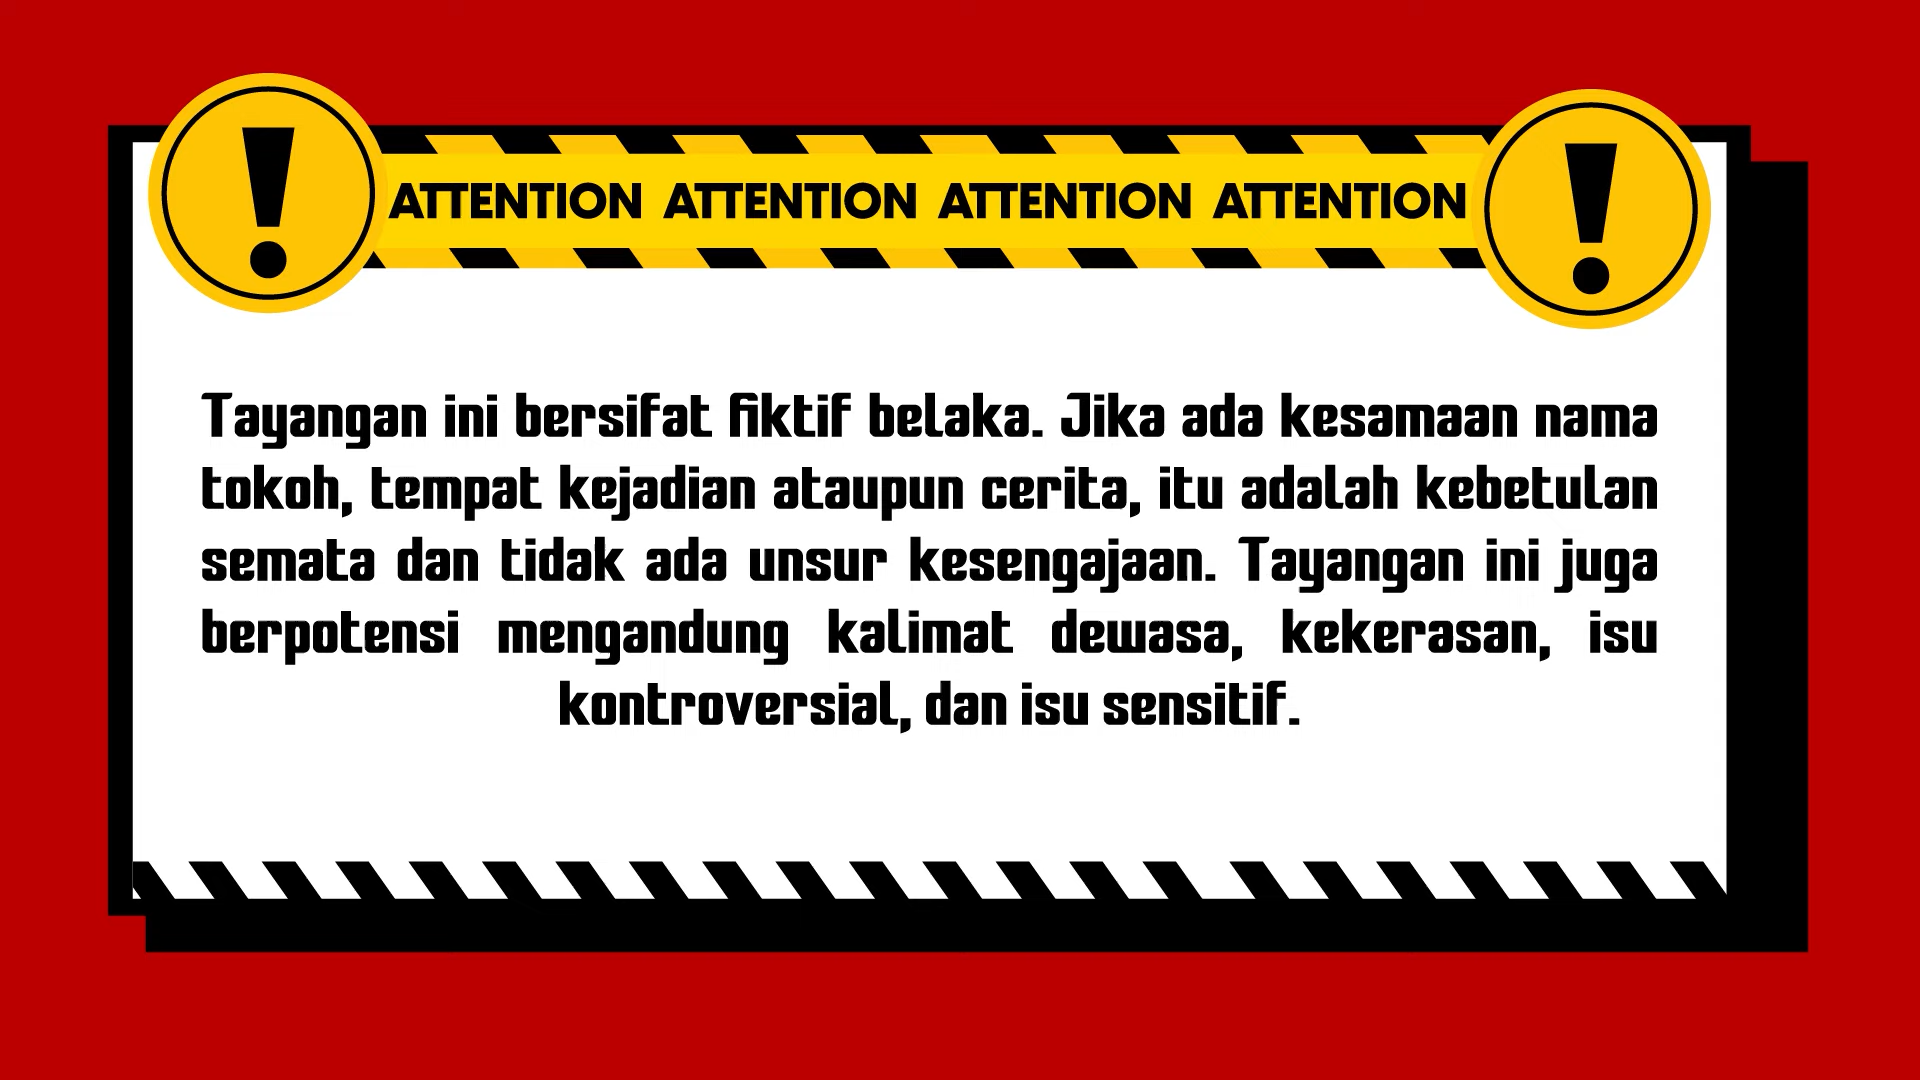 ATTENTION ATTENTION ATTENTION ATTENTION
Tayangan ini bersifat fiktif belaka. Jika ada kesamaan nama
tokoh, tempat kejadian ataupun cerita, itu adalah kebetulan
semata dan tidak ada unsur kesengajaan. Tayangan ini juga
berpotensi mengandung kalimat dewasa, kekerasan, isu
kontroversial, dan isu sensitif.